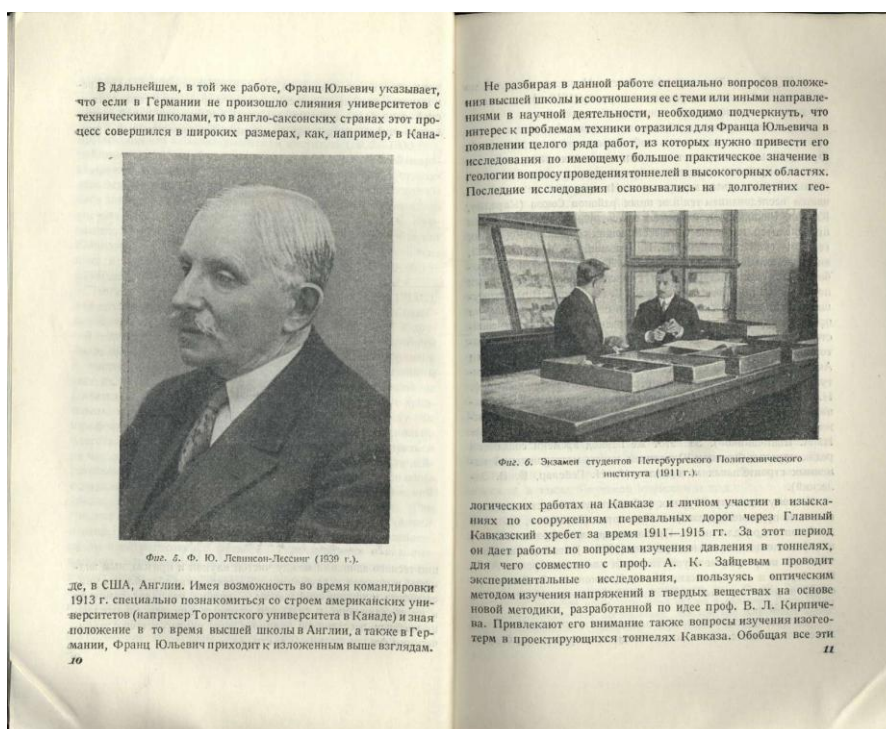 В дальнейшем, в той же работе, Франц Юльевич указывает,
что если в Германии не произошло слияния университетов с
техническими школами, то в англо-саксонских странах этот про-
цесс совершился в широких размерах, как, например, в Кана-
Фиг. 5. Ф. Ю. Левинсон-Лессинг (1939 г.).
де, в США, Англии. Имея возможность во время командировки
1913 г. специально познакомиться со строем американских уни-
верситетов (например Торонтского университета в Канаде) и зная
положение в то время высшей школы в Англии, а также в Гер-
мании, Франц Юльевич приходит к изложенным выше взглядам.
10
Не разбирая в данной работе специально вопросов положе-
ния высшей школы и соотношения ее с теми или иными направле-
ниями в научной деятельности, необходимо подчеркнуть, что
интерес к проблемам техники отразился для Франца Юльевича в
появлении целого ряда работ, из которых нужно привести его
исследования по имеющему большое практическое значение в
геологии вопросу проведения тоннелей в высокогорных областях.
Последние исследования основывались на долголетних гео-
Фиг. 6. Экзамен студентов Петербургского Политехнического
института (1911 г.).
логических работах на Кавказе и личном участии в изыска-
ниях по сооружениям перевальных дорог через Главный
Кавказский хребет за время 1911—1915 гг. За этот период
он дает работы по вопросам изучения давления в тоннелях,
для чего совместно с проф. А. К. Зайцевым проводит
экспериментальные исследования, пользуясь оптическим
методом изучения напряжений в твердых веществах на основе
новой методики, разработанной по идее проф. В. Л. Кирпиче-
ва. Привлекают его внимание также вопросы изучения изогео-
терм в проектирующихся тоннелях Кавказа. Обобщая все эти
11